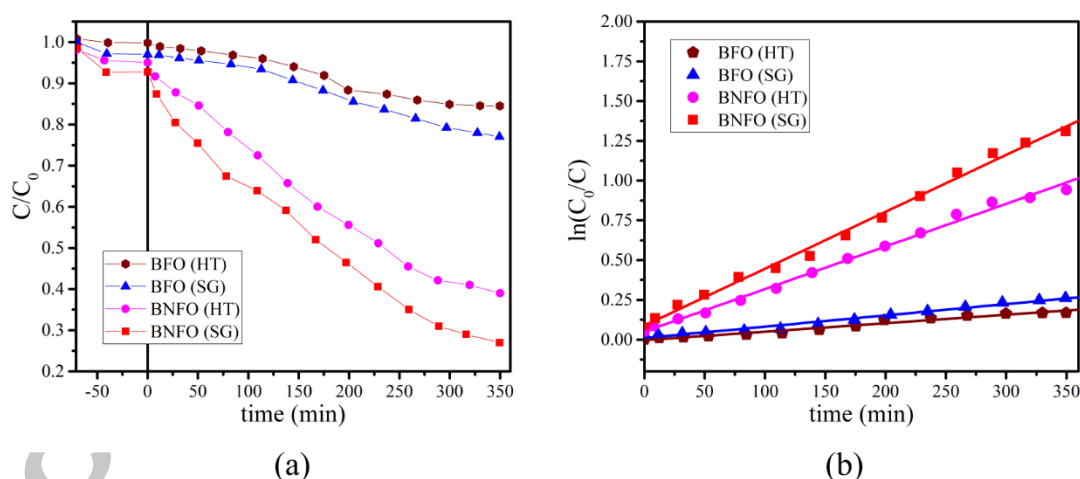 1.0
0.9
0.8
0.7
0.6
0.5
0.4
0.3
0.2
C/C₀
BFO (HT)
BFO (SG)
BNFO (HT)
BNFO (SG)
-50 0 50 100 150 200 250 300 350
time (min)
(a)
2.00
1.75
1.50
1.25
1.00
0.75
0.50
0.25
0.00
ln(C₀/C)
BFO (HT)
BFO (SG)
BNFO (HT)
BNFO (SG)
0 50 100 150 200 250 300 350
time (min)
(b)